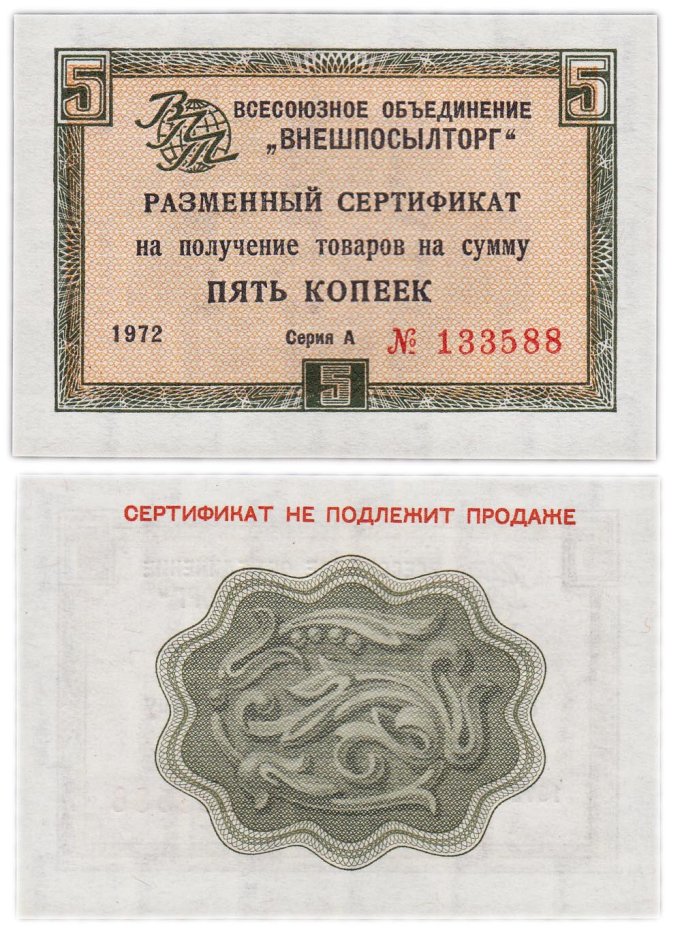 5 5
ВПТ
ВСЕСОЮЗНОЕ ОБЪЕДИНЕНИЕ
„ВНЕШПОСЫЛТОРГ“
РАЗМЕННЫЙ СЕРТИФИКАТ
на получение товаров на сумму
ПЯТЬ КОПЕЕК
1972 Серия А № 133588
5
СЕРТИФИКАТ НЕ ПОДЛЕЖИТ ПРОДАЖЕ